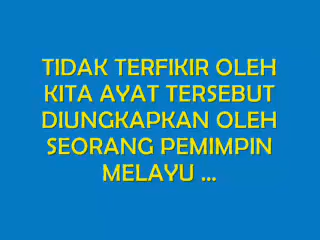 TIDAK TERFIKIR OLEH
KITA AYAT TERSEBUT
DIUNGKAPKAN OLEH
SEORANG PEMIMPIN
MELAYU ...